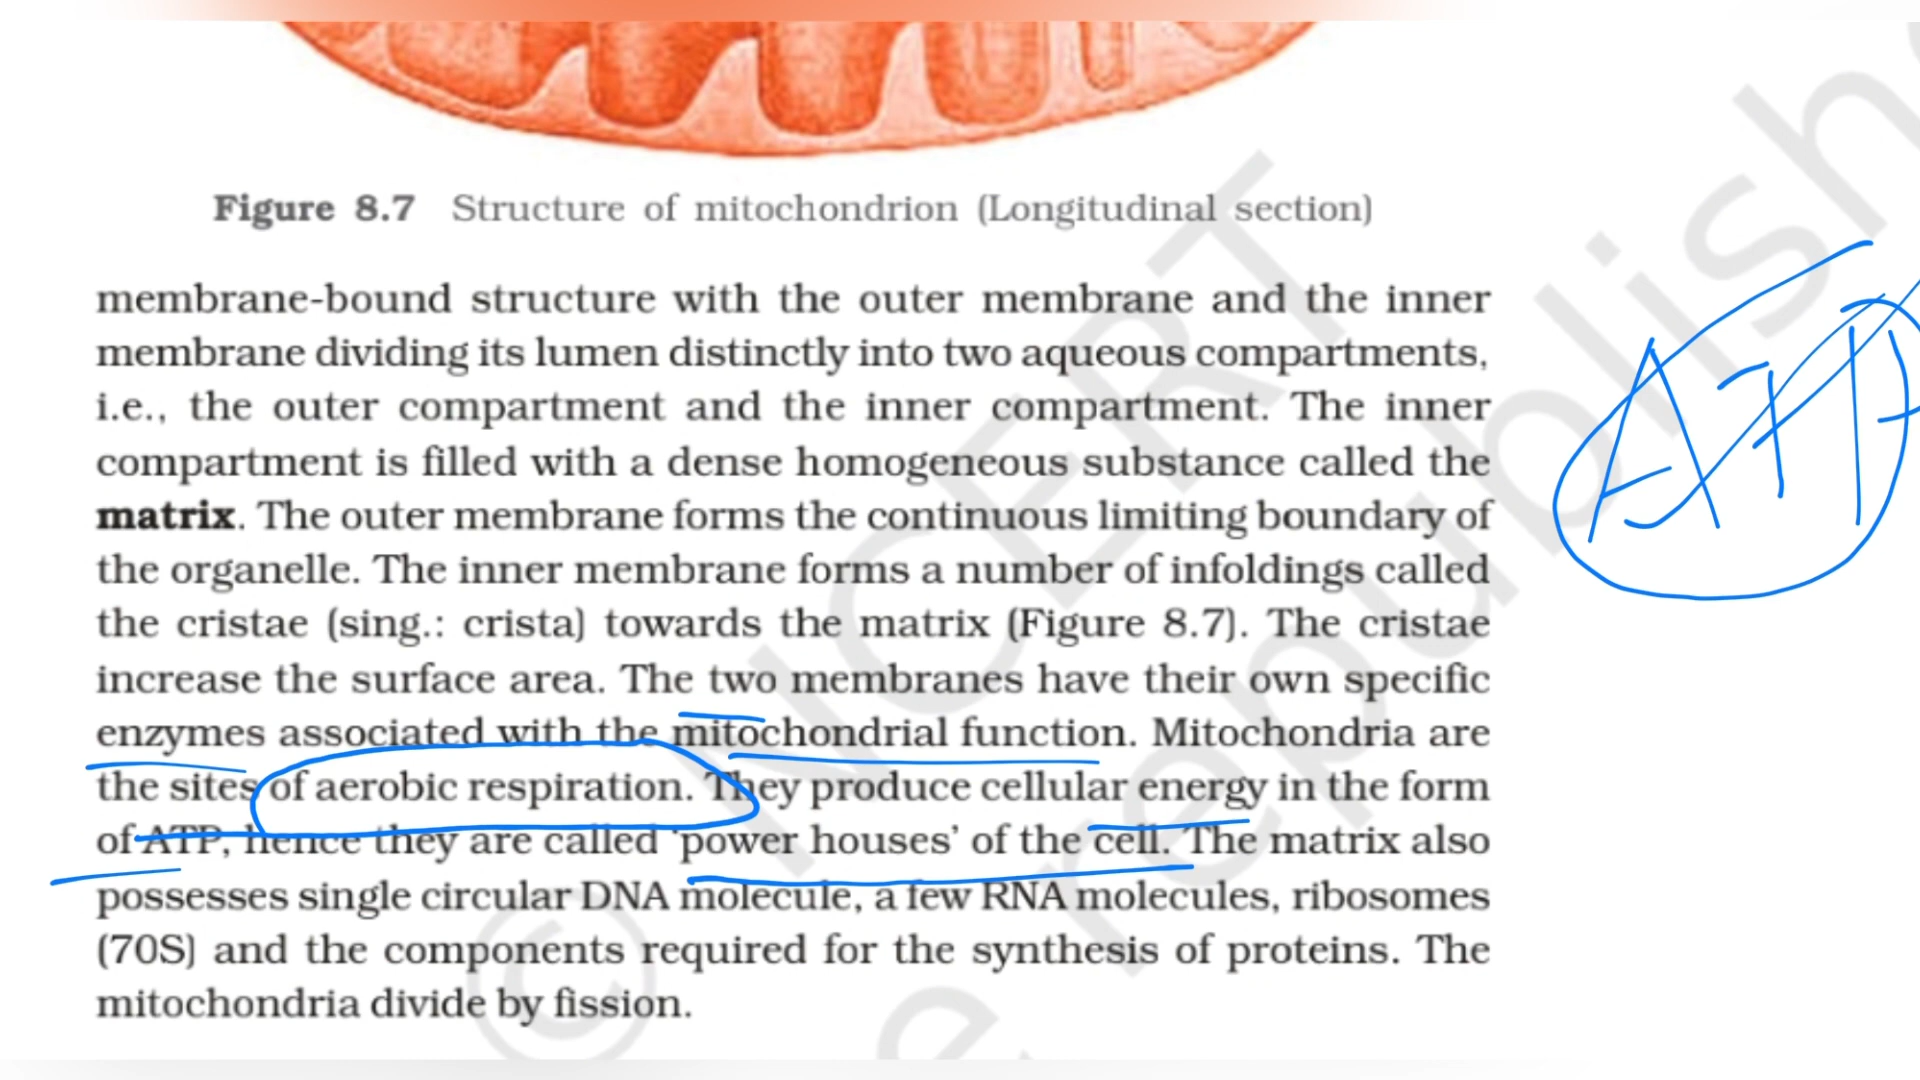 Figure 8.7 Structure of mitochondrion (Longitudinal section)
membrane-bound structure with the outer membrane and the inner
membrane dividing its lumen distinctly into two aqueous compartments,
i.e., the outer compartment and the inner compartment. The inner
compartment is filled with a dense homogeneous substance called the
matrix. The outer membrane forms the continuous limiting boundary of
the organelle. The inner membrane forms a number of infoldings called
the cristae (sing.: crista) towards the matrix (Figure 8.7). The cristae
increase the surface area. The two membranes have their own specific
enzymes associated with the mitochondrial function. Mitochondria are
the sites of aerobic respiration. They produce cellular energy in the form
of ATP, hence they are called ‘power houses’ of the cell. The matrix also
possesses single circular DNA molecule, a few RNA molecules, ribosomes
(70S) and the components required for the synthesis of proteins. The
mitochondria divide by fission.
ATP
© NCERT
republish